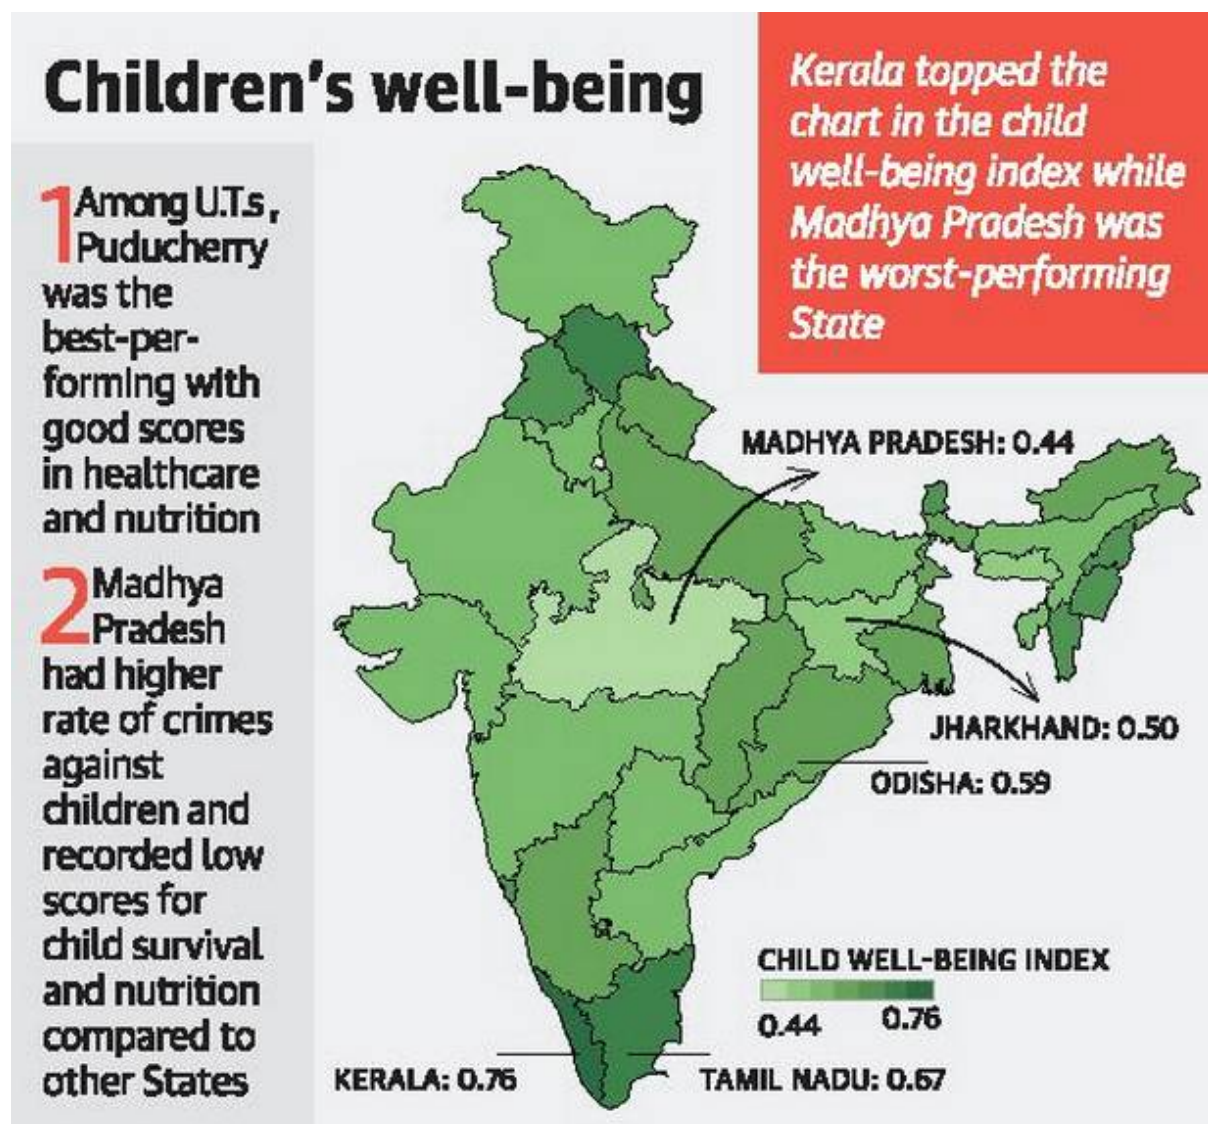 Children's well-being
Kerala topped the
chart in the child
well-being index while
Madhya Pradesh was
the worst-performing
State
1 Among U.T.s,
Puducherry
was the
best-per-
forming with
good scores
in healthcare
and nutrition
2 Madhya
Pradesh
had higher
rate of crimes
against
children and
recorded low
scores for
child survival
and nutrition
compared to
other States
MADHYA PRADESH: 0.44
JHARKHAND: 0.50
ODISHA: 0.59
CHILD WELL-BEING INDEX
0.44 0.76
KERALA: 0.76
TAMIL NADU: 0.67